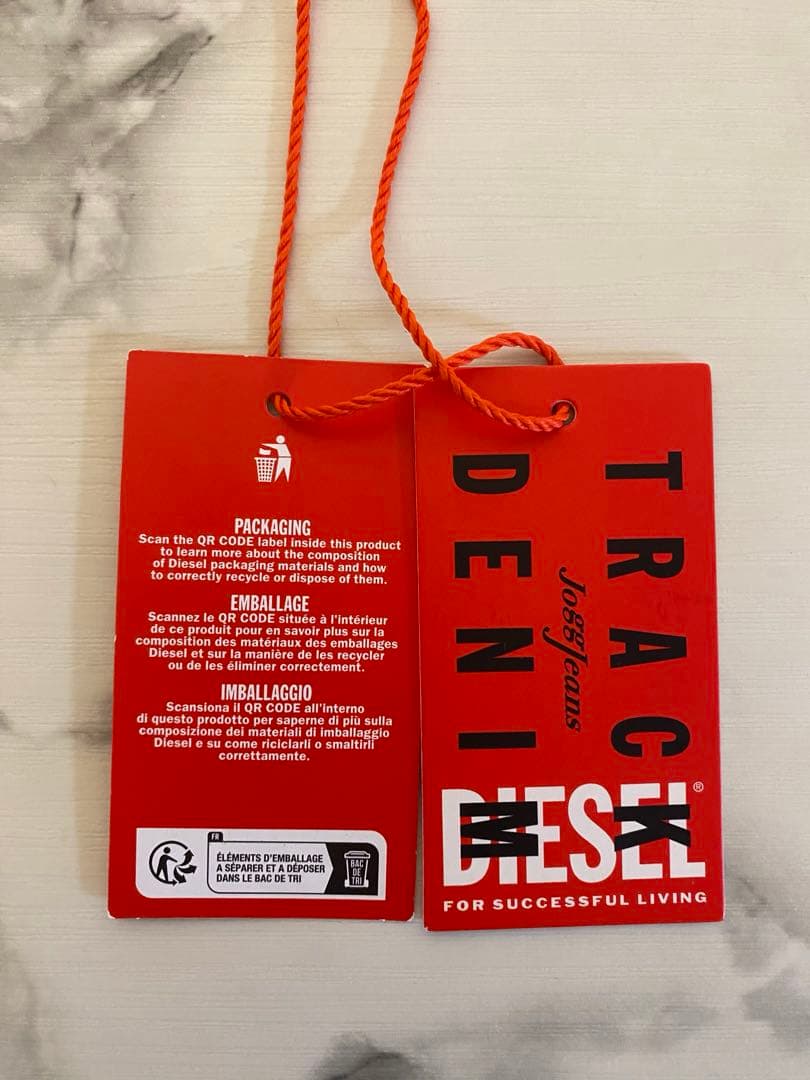 PACKAGING
Scan the QR CODE label inside this product
to learn more about the composition
of Diesel packaging materials and how
to correctly recycle or dispose of them.
EMBALLAGE
Scannez le QR CODE située à l'intérieur
de ce produit pour en savoir plus sur la
composition des matériaux des emballages
Diesel et sur la manière de les recycler
ou de les éliminer correctement.
IMBALLAGGIO
Scansiona il QR CODE all'interno
di questo prodotto per saperne di più sulla
composizione dei materiali di imballaggio
Diesel e su come riciclarli o smaltirli
correttamente.
FR
ÉLÉMENTS D'EMBALLAGE
A SÉPARER ET A DÉPOSER
DANS LE BAC DE TRI
BAC
DE
TRI
TRACK
JoggJeans
DENIM
DIESEL®
FOR SUCCESSFUL LIVING